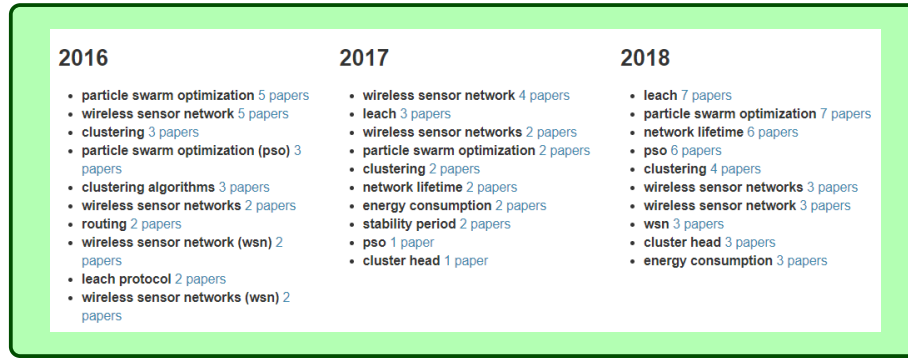 2016
particle swarm optimization 5 papers
wireless sensor network 5 papers
clustering 3 papers
particle swarm optimization (pso) 3
papers
clustering algorithms 3 papers
wireless sensor networks 2 papers
routing 2 papers
wireless sensor network (wsn) 2
papers
leach protocol 2 papers
wireless sensor networks (wsn) 2
papers
2017
wireless sensor network 4 papers
leach 3 papers
wireless sensor networks 2 papers
particle swarm optimization 2 papers
clustering 2 papers
network lifetime 2 papers
energy consumption 2 papers
stability period 2 papers
pso 1 paper
cluster head 1 paper
2018
leach 7 papers
particle swarm optimization 7 papers
network lifetime 6 papers
pso 6 papers
clustering 4 papers
wireless sensor networks 3 papers
wireless sensor network 3 papers
wsn 3 papers
cluster head 3 papers
energy consumption 3 papers